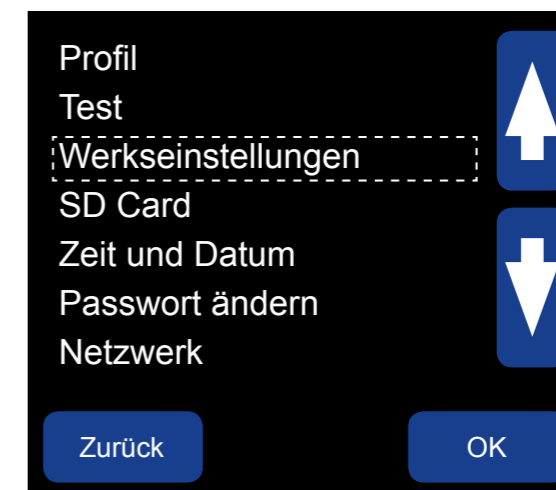 Profil
Test
Werkseinstellungen
SD Card
Zeit und Datum
Passwort ändern
Netzwerk
Zurück
OK